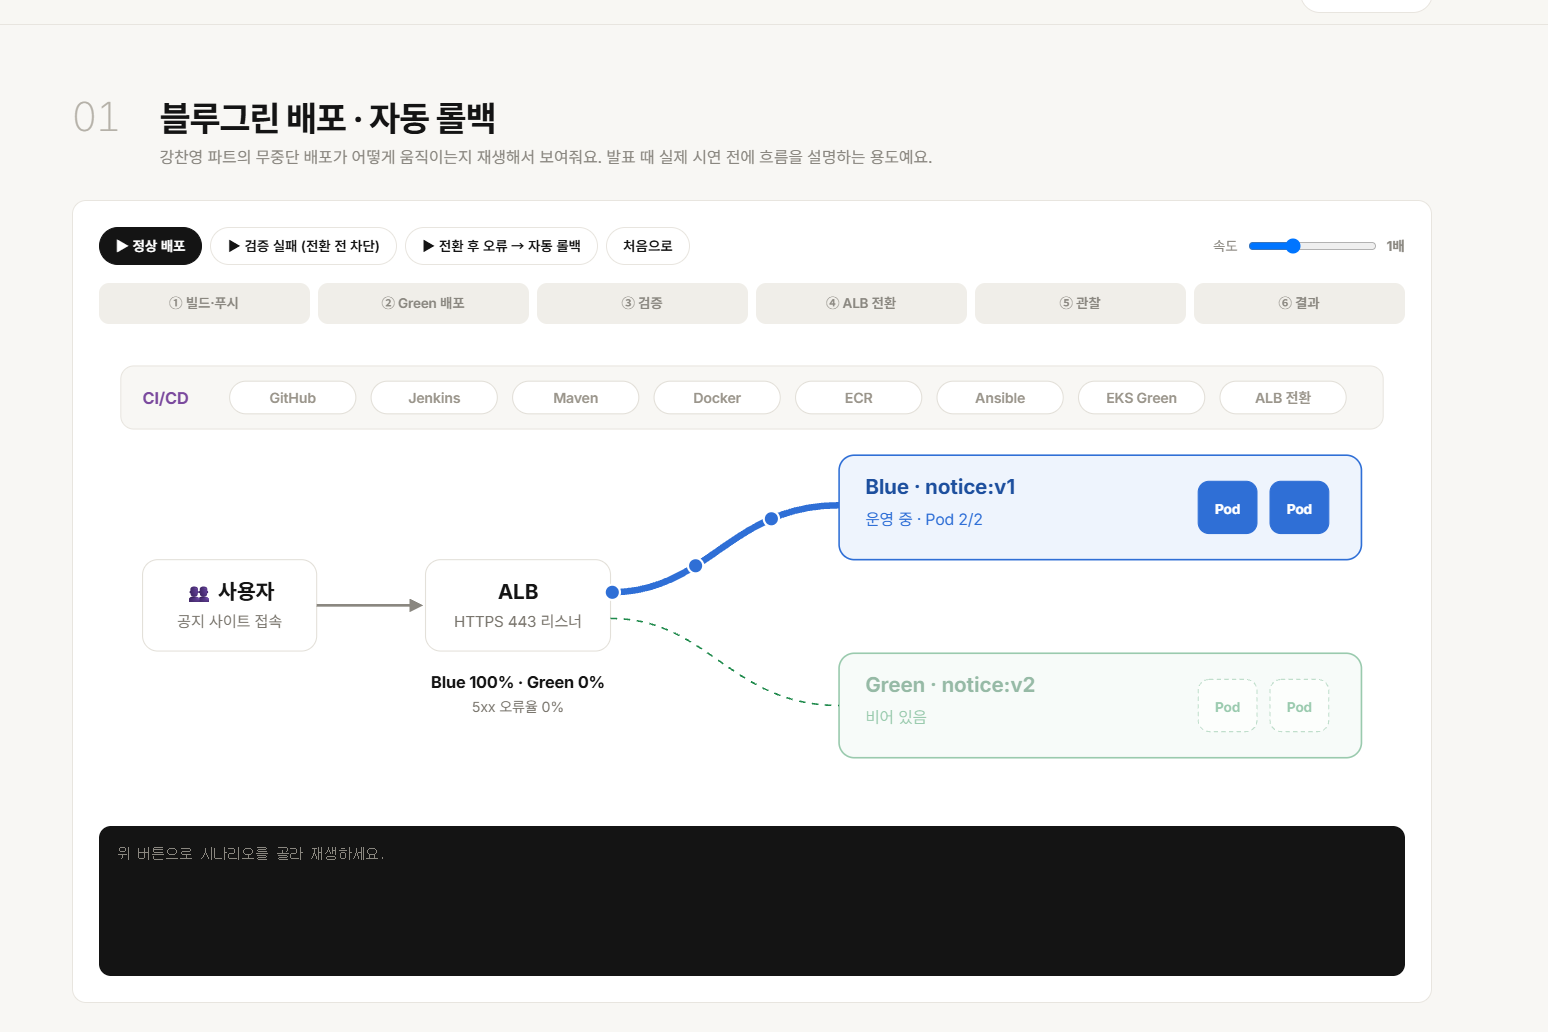 01
블루그린 배포 · 자동 롤백
강찬영 파트의 무중단 배포가 어떻게 움직이는지 재생해서 보여줘요. 발표 때 실제 시연 전에 흐름을 설명하는 용도예요.
▶ 정상 배포
▶ 검증 실패 (전환 전 차단)
▶ 전환 후 오류 → 자동 롤백
처음으로
속도
1배
① 빌드·푸시
② Green 배포
③ 검증
④ ALB 전환
⑤ 관찰
⑥ 결과
CI/CD
GitHub
Jenkins
Maven
Docker
ECR
Ansible
EKS Green
ALB 전환
Blue · notice:v1
운영 중 · Pod 2/2
Pod
Pod
사용자
공지 사이트 접속
ALB
HTTPS 443 리스너
Blue 100% · Green 0%
5xx 오류율 0%
Green · notice:v2
비어 있음
Pod
Pod
위 버튼으로 시나리오를 골라 재생하세요.